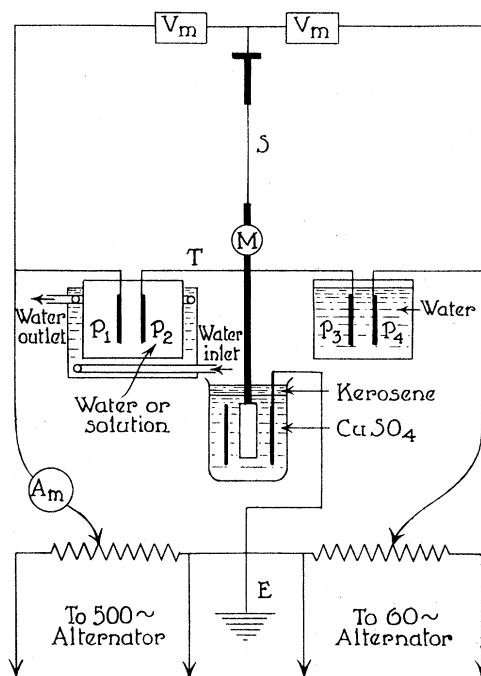 Vm
Vm
S
M
T
Water
outlet
P1
P2
Water
inlet
P3
P4
Water
Water or
solution
Kerosene
CuSO4
Am
E
To 500~
Alternator
To 60~
Alternator